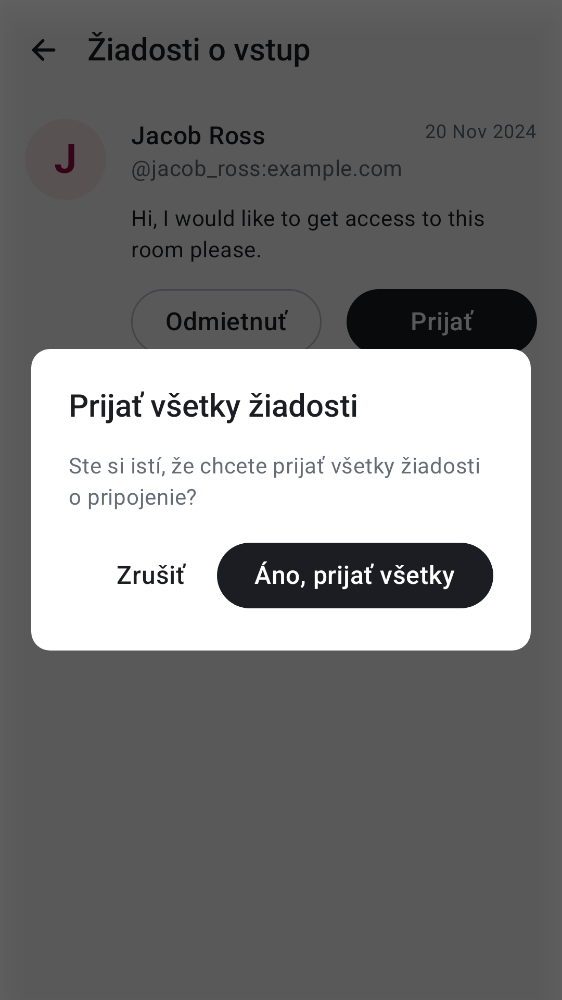 Žiadosti o vstup
J
Jacob Ross
20 Nov 2024
@jacob_ross:example.com
Hi, I would like to get access to this
room please.
Odmietnuť
Prijať
Prijať všetky žiadosti
Ste si istí, že chcete prijať všetky žiadosti
o pripojenie?
Zrušiť
Áno, prijať všetky